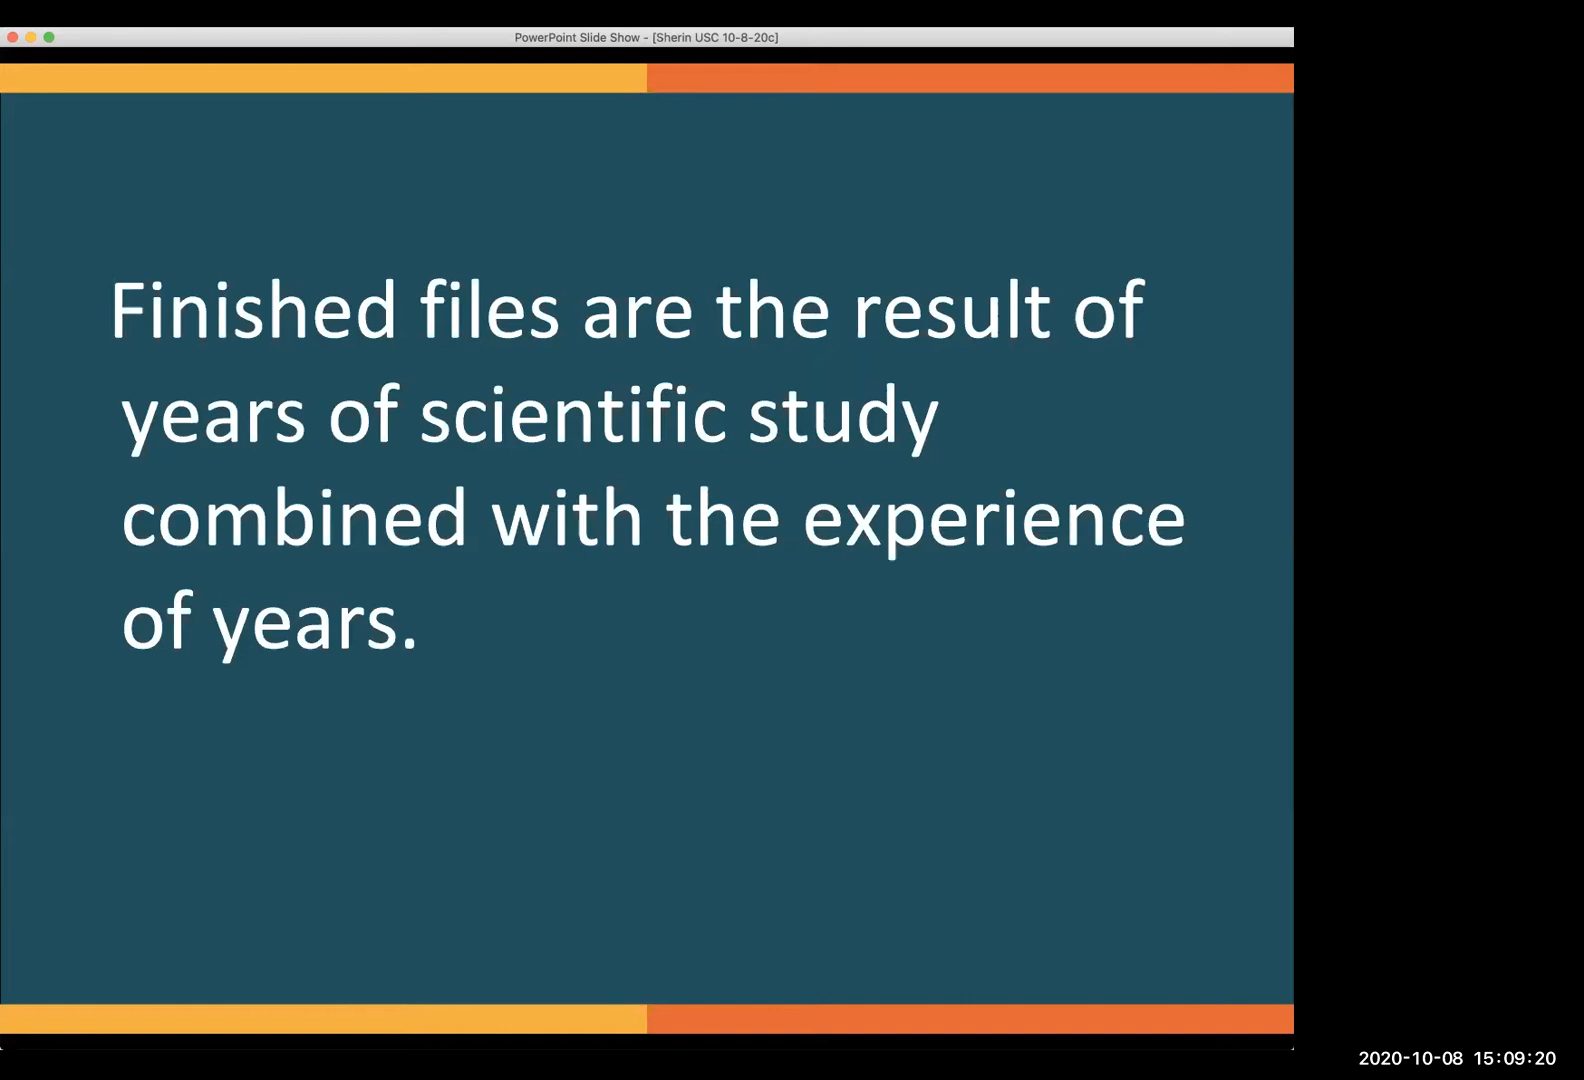 PowerPoint Slide Show - [Sherin USC 10-8-20c]
Finished files are the result of
years of scientific study
combined with the experience
of years.
2020-10-08 15:09:20